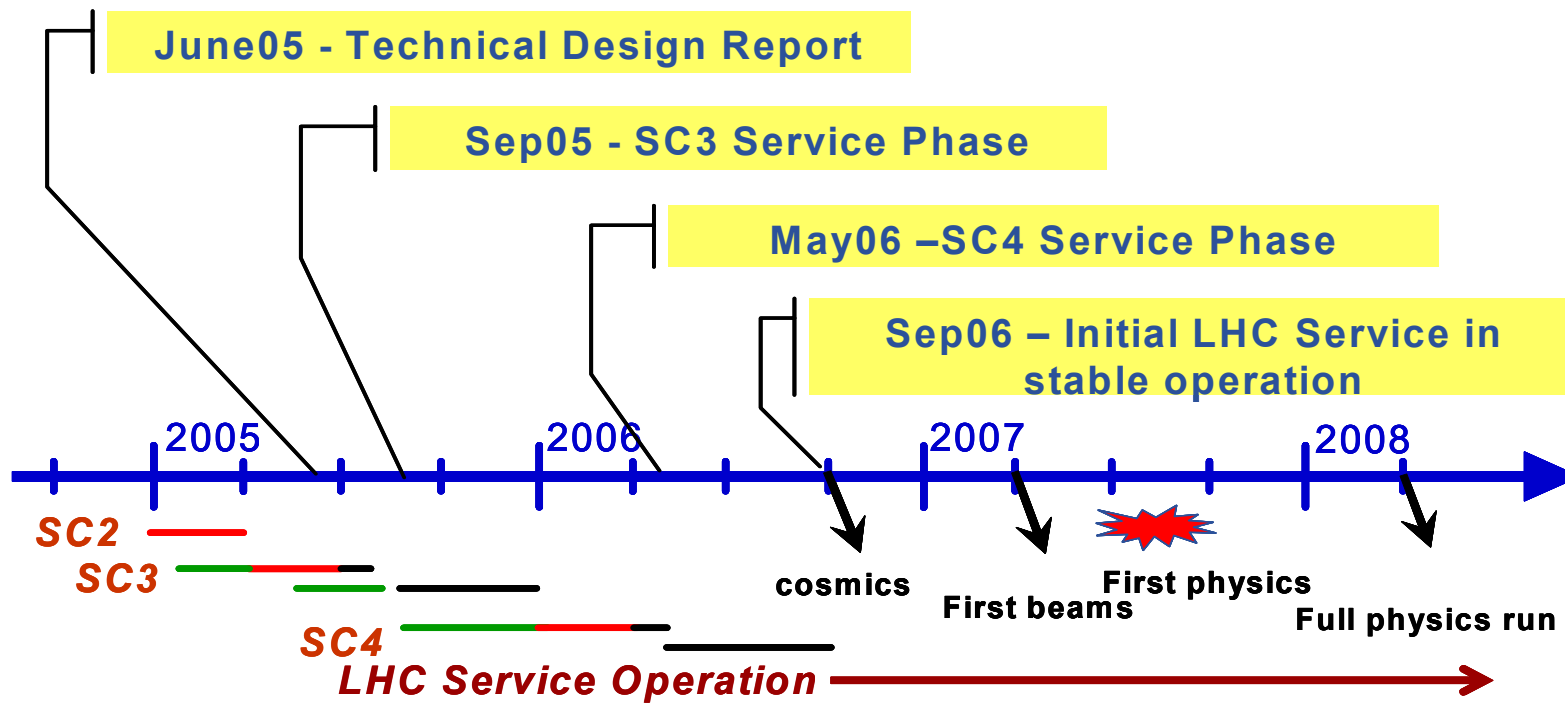 June05 - Technical Design Report
Sep05 - SC3 Service Phase
May06 –SC4 Service Phase
Sep06 – Initial LHC Service in
stable operation
2005
2006
2007
2008
SC2
SC3
SC4
LHC Service Operation
cosmics
First beams
First physics
Full physics run